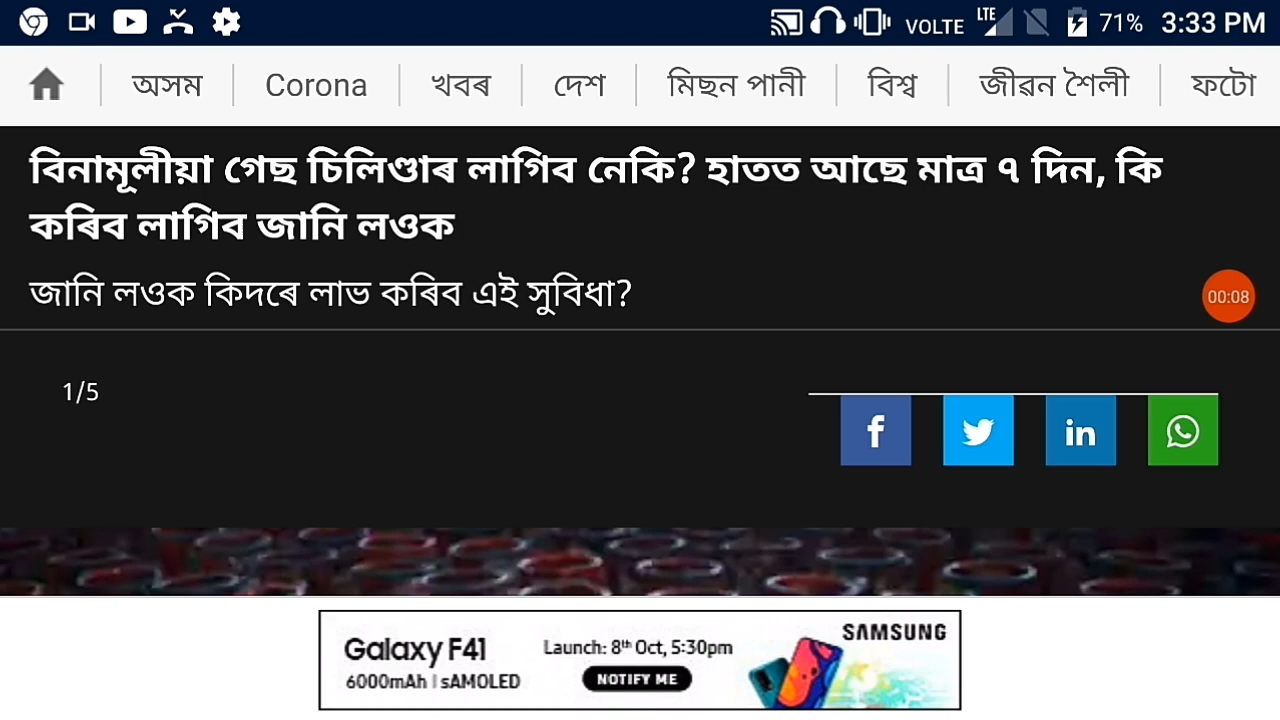 VOLTE LTE 71% 3:33 PM
অসম Corona খবৰ দেশ মিছন পানী বিশ্ব জীৱন শৈলী ফটো
বিনামূলীয়া গেছ চিলিণ্ডাৰ লাগিব নেকি? হাতত আছে মাত্ৰ ৭ দিন, কি
কৰিব লাগিব জানি লওক
জানি লওক কিদৰে লাভ কৰিব এই সুবিধা?
00:08
1/5
f in
SAMSUNG
Galaxy F41 Launch: 8th Oct, 5:30pm
6000mAh | sAMOLED NOTIFY ME